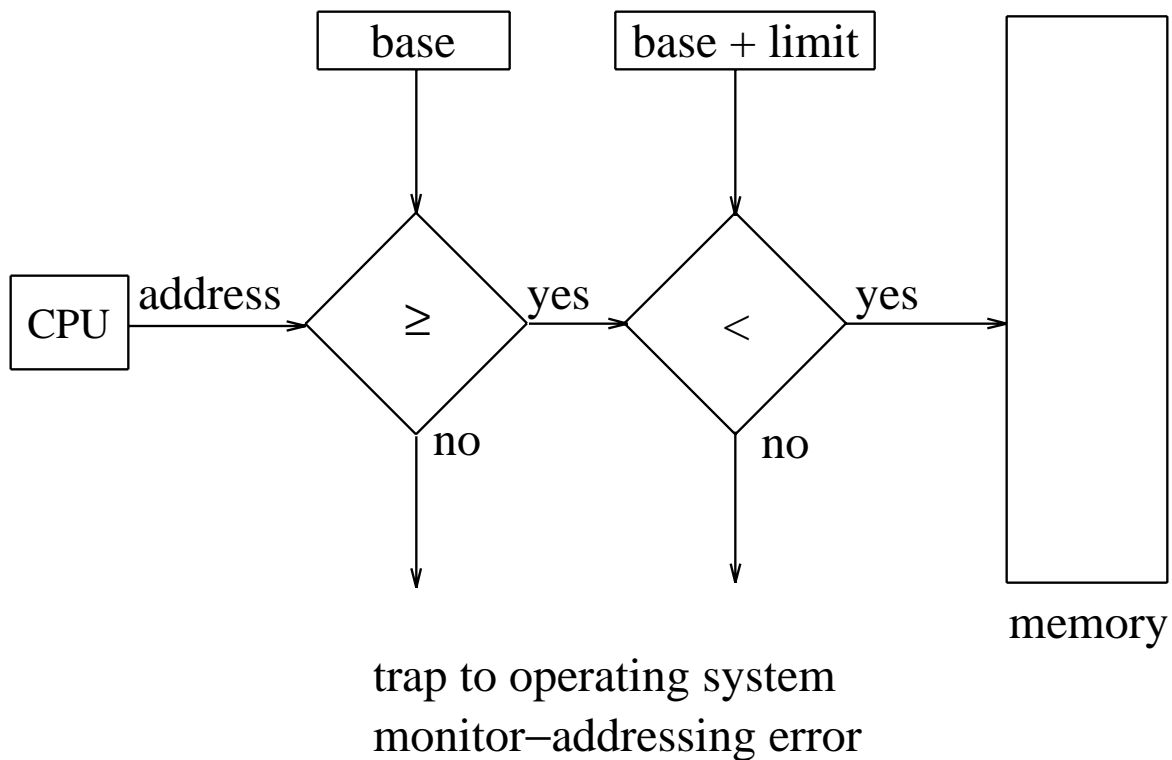 base
base + limit
CPU
address
≥
yes
<
yes
no
no
memory
trap to operating system
monitor−addressing error